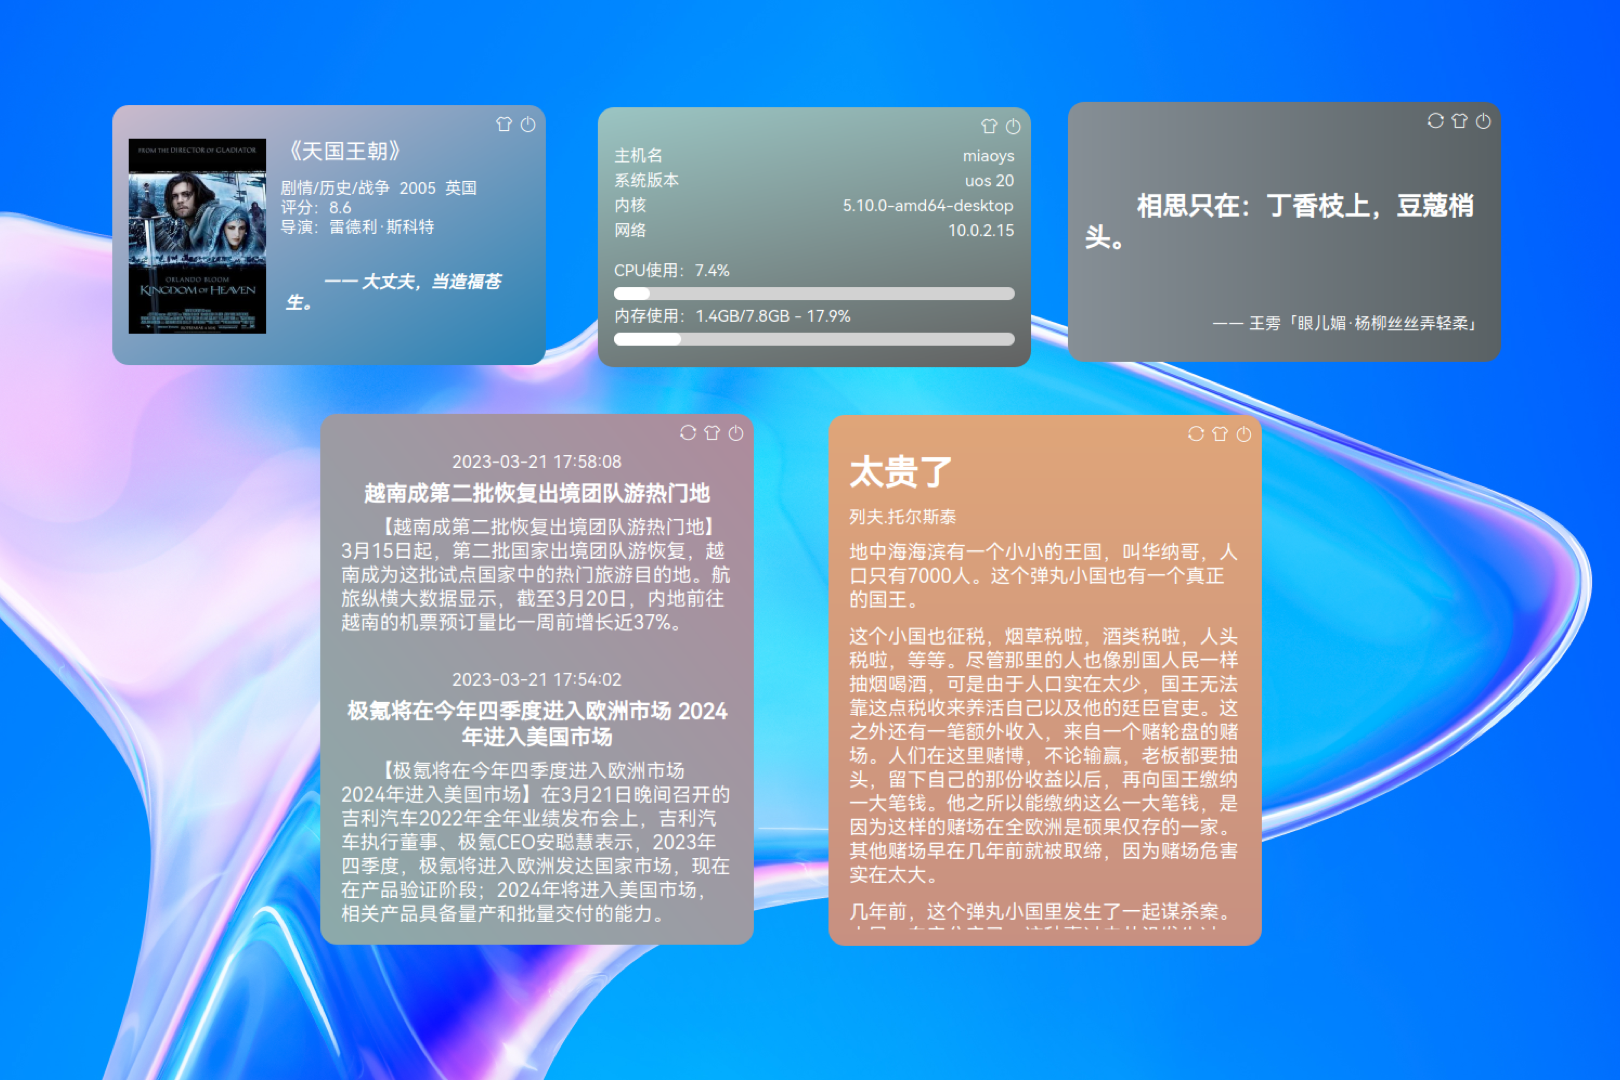 FROM THE DIRECTOR OF GLADIATOR
ORLANDO BLOOM
KINGDOM OF HEAVEN
《天国王朝》
剧情/历史/战争 2005 英国
评分：8.6
导演：雷德利·斯科特
—— 大丈夫，当造福苍
生。
主机名 miaoys
系统版本 uos 20
内核 5.10.0-amd64-desktop
网络 10.0.2.15
CPU使用：7.4%
内存使用：1.4GB/7.8GB - 17.9%
相思只在：丁香枝上，豆蔻梢
头。
—— 王雱「眼儿媚·杨柳丝丝弄轻柔」
2023-03-21 17:58:08
越南成第二批恢复出境团队游热门地
【越南成第二批恢复出境团队游热门地】
3月15日起，第二批国家出境团队游恢复，越
南成为这批试点国家中的热门旅游目的地。航
旅纵横大数据显示，截至3月20日，内地前往
越南的机票预订量比一周前增长近37%。
2023-03-21 17:54:02
极氪将在今年四季度进入欧洲市场 2024
年进入美国市场
【极氪将在今年四季度进入欧洲市场
2024年进入美国市场】在3月21日晚间召开的
吉利汽车2022年全年业绩发布会上，吉利汽
车执行董事、极氪CEO安聪慧表示，2023年
四季度，极氪将进入欧洲发达国家市场，现在
在产品验证阶段；2024年将进入美国市场，
相关产品具备量产和批量交付的能力。
太贵了
列夫.托尔斯泰
地中海海滨有一个小小的王国，叫华纳哥，人
口只有7000人。这个弹丸小国也有一个真正
的国王。
这个小国也征税，烟草税啦，酒类税啦，人头
税啦，等等。尽管那里的人也像别国人民一样
抽烟喝酒，可是由于人口实在太少，国王无法
靠这点税收来养活自己以及他的廷臣官吏。这
之外还有一笔额外收入，来自一个赌轮盘的赌
场。人们在这里赌博，不论输赢，老板都要抽
头，留下自己的那份收益以后，再向国王缴纳
一大笔钱。他之所以能缴纳这么一大笔钱，是
因为这样的赌场在全欧洲是硕果仅存的一家。
其他赌场早在几年前就被取缔，因为赌场危害
实在太大。
几年前，这个弹丸小国里发生了一起谋杀案。